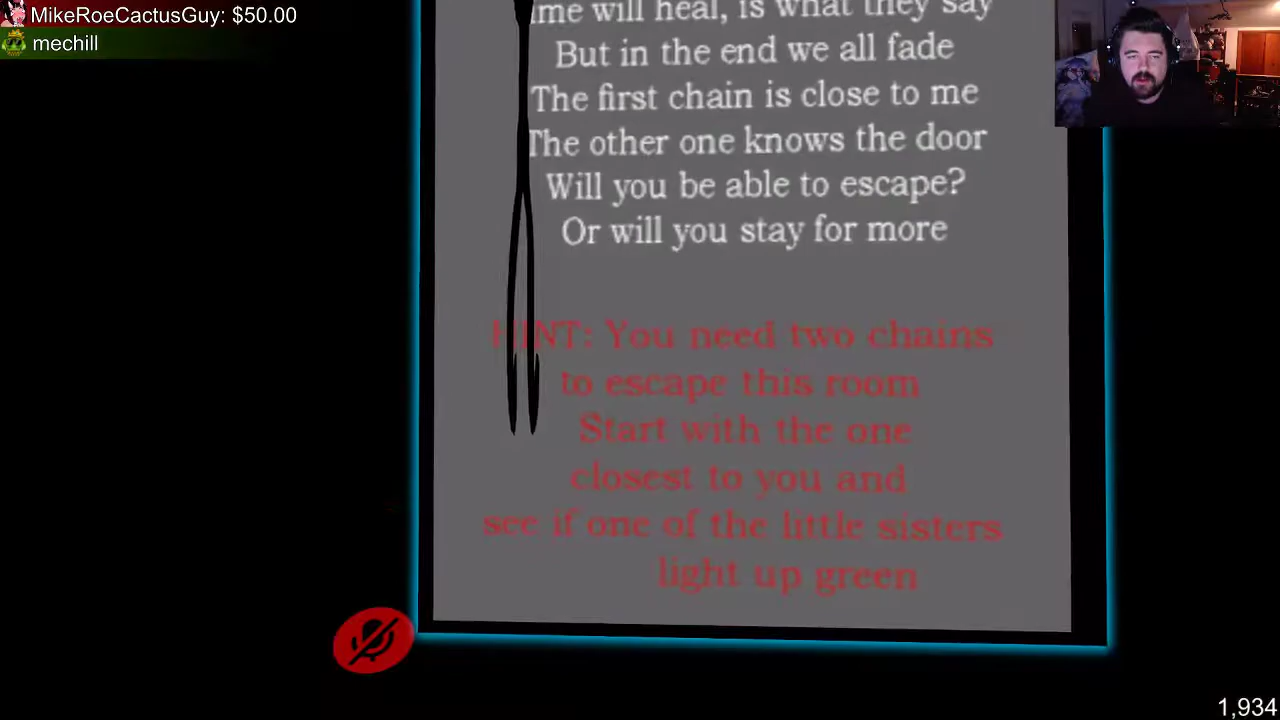 MikeRoeCactusGuy: $50.00
mechill
me will heal, is what they say
But in the end we all fade
The first chain is close to me
The other one knows the door
Will you be able to escape?
Or will you stay for more
HINT: You need two chains
to escape this room
Start with the one
closest to you and
see if one of the little sisters
light up green
1,934